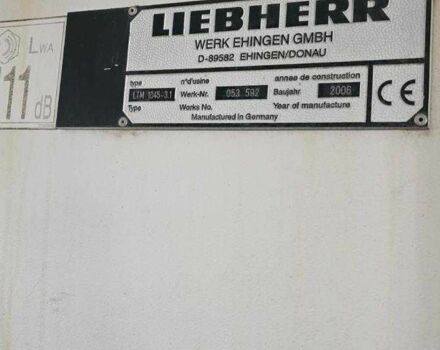 LIEBHERR
WERK EHINGEN GMBH
D-89582 EHINGEN/DONAU
type n°d'usine annee de construction
LTM 1045-3.1 Werk-Nr. 053 592 Baujahr 2006
Type Works No. Year of manufacture
Manufactured in Germany
CE
LWA
11 dB